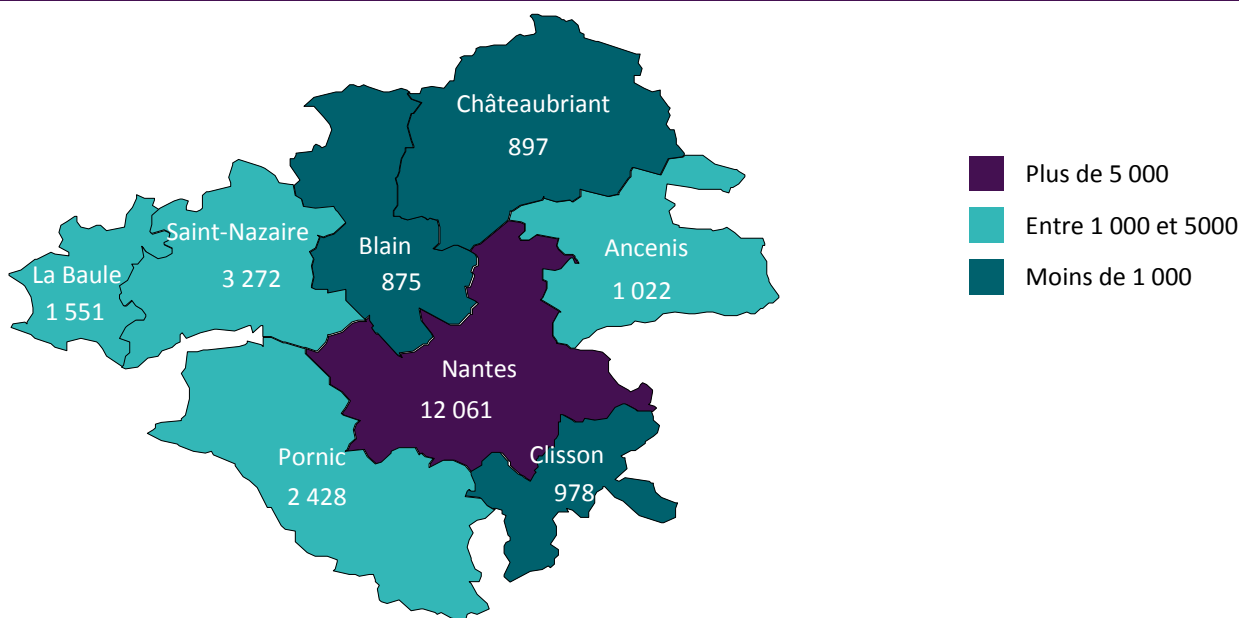 Châteaubriant
897
Saint-Nazaire
3 272
Blain
875
Ancenis
1 022
La Baule
1 551
Nantes
12 061
Pornic
2 428
Clisson
978
Plus de 5 000
Entre 1 000 et 5000
Moins de 1 000